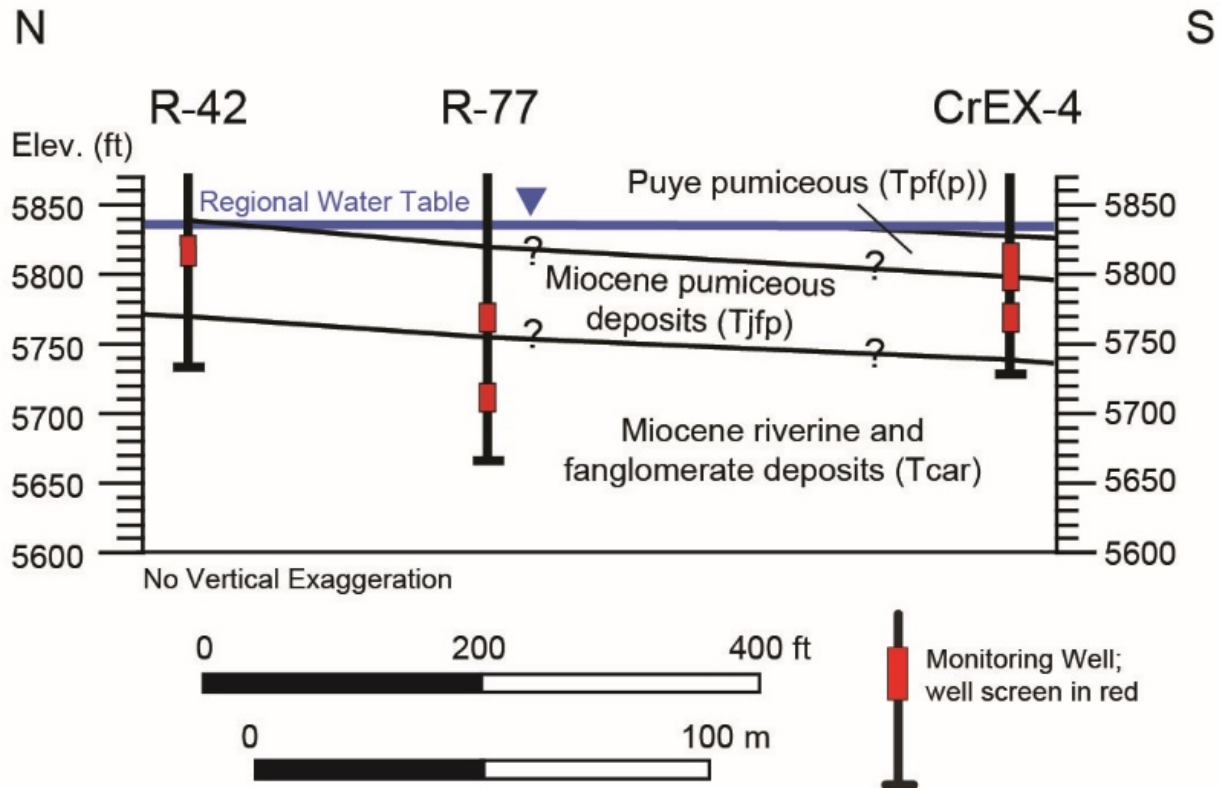 N
S
R-42
R-77
CrEX-4
Elev. (ft)
Puye pumiceous (Tpf(p))
Regional Water Table
5850
5850
?
?
5800
5800
Miocene pumiceous
deposits (Tjfp)
?
?
5750
5750
5700
5700
Miocene riverine and
fanglomerate deposits (Tcar)
5650
5650
5600
5600
No Vertical Exaggeration
0 200 400 ft
Monitoring Well;
well screen in red
0 100 m